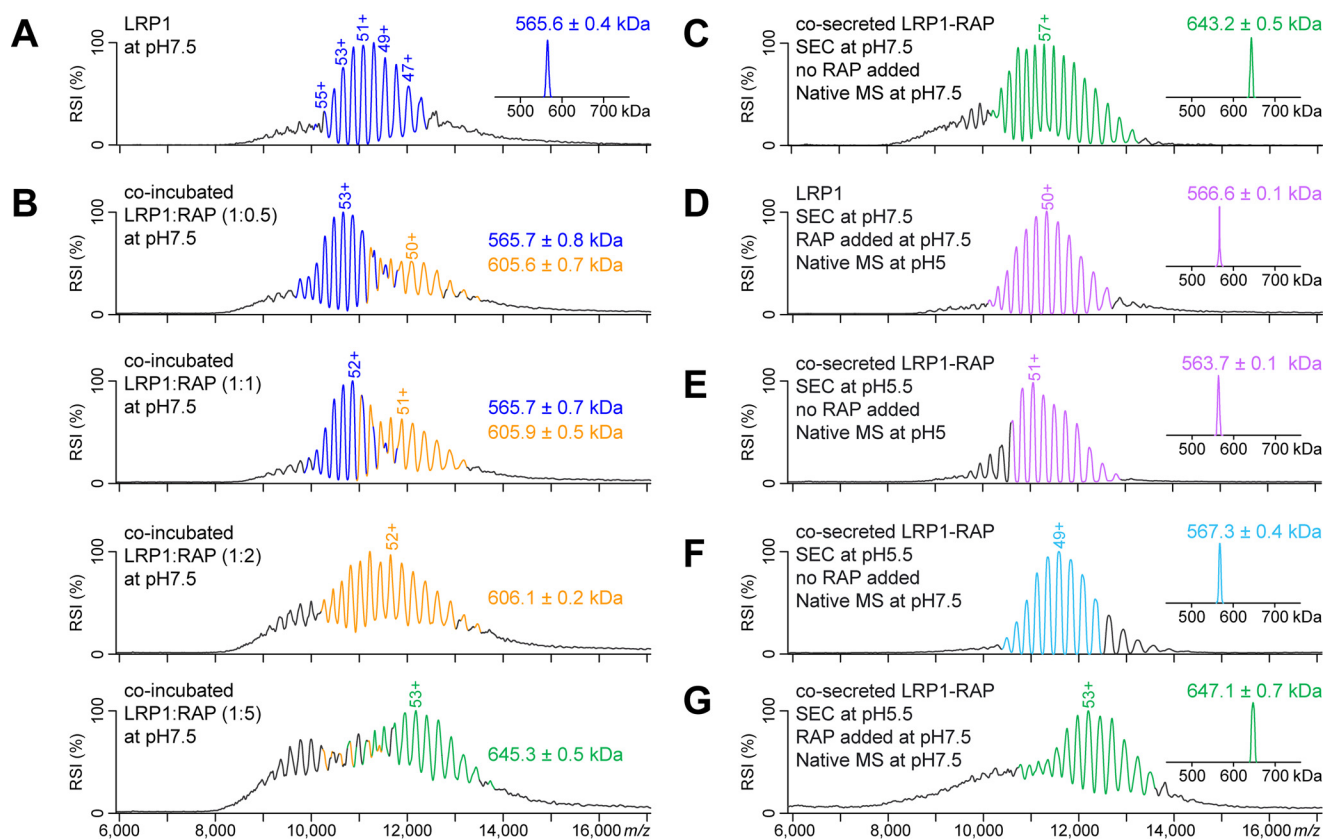 A
LRP1
at pH7.5
565.6 ± 0.4 kDa
55+
53+
51+
49+
47+
RSI (%)
100
0
500 600 700 kDa
B
co-incubated
LRP1:RAP (1:0.5)
at pH7.5
53+
50+
565.7 ± 0.8 kDa
605.6 ± 0.7 kDa
RSI (%)
100
0
co-incubated
LRP1:RAP (1:1)
at pH7.5
52+
51+
565.7 ± 0.7 kDa
605.9 ± 0.5 kDa
RSI (%)
100
0
co-incubated
LRP1:RAP (1:2)
at pH7.5
52+
606.1 ± 0.2 kDa
RSI (%)
100
0
co-incubated
LRP1:RAP (1:5)
at pH7.5
53+
645.3 ± 0.5 kDa
RSI (%)
100
0
6,000 8,000 10,000 12,000 14,000 16,000 m/z
C
co-secreted LRP1-RAP
SEC at pH7.5
no RAP added
Native MS at pH7.5
57+
643.2 ± 0.5 kDa
RSI (%)
100
0
500 600 700 kDa
D
LRP1
SEC at pH7.5
RAP added at pH7.5
Native MS at pH5
50+
566.6 ± 0.1 kDa
RSI (%)
100
0
500 600 700 kDa
E
co-secreted LRP1-RAP
SEC at pH5.5
no RAP added
Native MS at pH5
51+
563.7 ± 0.1 kDa
RSI (%)
100
0
500 600 700 kDa
F
co-secreted LRP1-RAP
SEC at pH5.5
no RAP added
Native MS at pH7.5
49+
567.3 ± 0.4 kDa
RSI (%)
100
0
500 600 700 kDa
G
co-secreted LRP1-RAP
SEC at pH5.5
RAP added at pH7.5
Native MS at pH7.5
53+
647.1 ± 0.7 kDa
RSI (%)
100
0
500 600 700 kDa
6,000 8,000 10,000 12,000 14,000 16,000 m/z